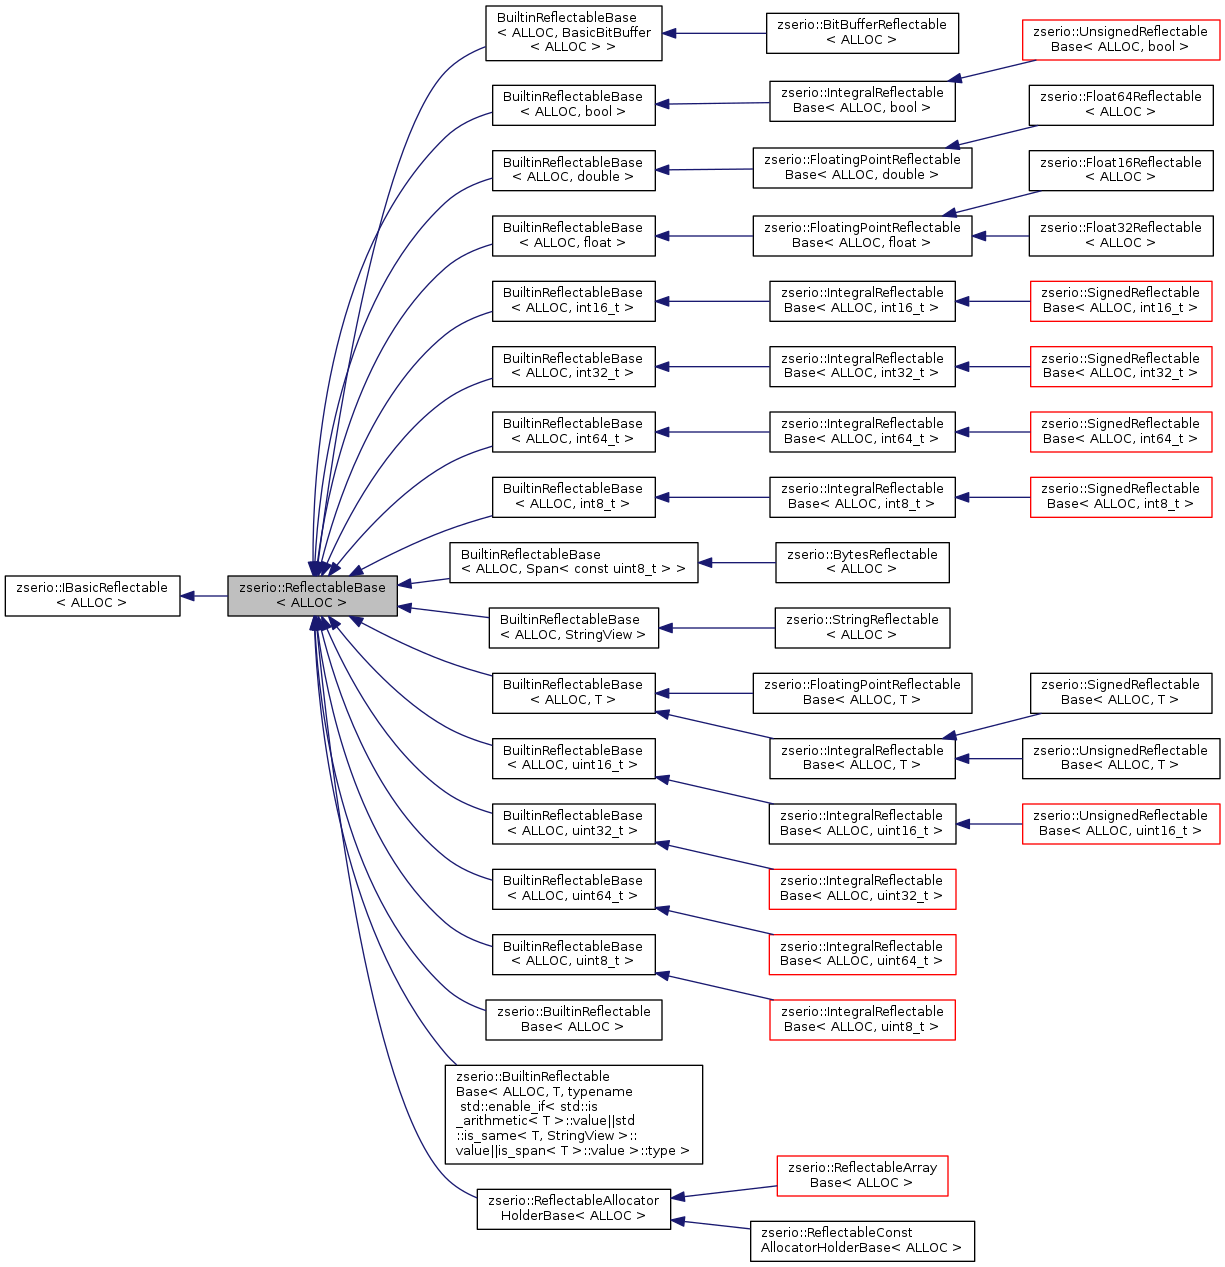 BuiltinReflectableBase
< ALLOC, BasicBitBuffer
< ALLOC > >
zserio::BitBufferReflectable
< ALLOC >
zserio::UnsignedReflectable
Base< ALLOC, bool >
BuiltinReflectableBase
< ALLOC, bool >
zserio::IntegralReflectable
Base< ALLOC, bool >
zserio::Float64Reflectable
< ALLOC >
BuiltinReflectableBase
< ALLOC, double >
zserio::FloatingPointReflectable
Base< ALLOC, double >
zserio::Float16Reflectable
< ALLOC >
BuiltinReflectableBase
< ALLOC, float >
zserio::FloatingPointReflectable
Base< ALLOC, float >
zserio::Float32Reflectable
< ALLOC >
BuiltinReflectableBase
< ALLOC, int16_t >
zserio::IntegralReflectable
Base< ALLOC, int16_t >
zserio::SignedReflectable
Base< ALLOC, int16_t >
BuiltinReflectableBase
< ALLOC, int32_t >
zserio::IntegralReflectable
Base< ALLOC, int32_t >
zserio::SignedReflectable
Base< ALLOC, int32_t >
BuiltinReflectableBase
< ALLOC, int64_t >
zserio::IntegralReflectable
Base< ALLOC, int64_t >
zserio::SignedReflectable
Base< ALLOC, int64_t >
BuiltinReflectableBase
< ALLOC, int8_t >
zserio::IntegralReflectable
Base< ALLOC, int8_t >
zserio::SignedReflectable
Base< ALLOC, int8_t >
BuiltinReflectableBase
< ALLOC, Span< const uint8_t > >
zserio::BytesReflectable
< ALLOC >
zserio::IBasicReflectable
< ALLOC >
zserio::ReflectableBase
< ALLOC >
BuiltinReflectableBase
< ALLOC, StringView >
zserio::StringReflectable
< ALLOC >
BuiltinReflectableBase
< ALLOC, T >
zserio::FloatingPointReflectable
Base< ALLOC, T >
zserio::SignedReflectable
Base< ALLOC, T >
BuiltinReflectableBase
< ALLOC, uint16_t >
zserio::IntegralReflectable
Base< ALLOC, T >
zserio::UnsignedReflectable
Base< ALLOC, T >
BuiltinReflectableBase
< ALLOC, uint32_t >
zserio::IntegralReflectable
Base< ALLOC, uint16_t >
zserio::UnsignedReflectable
Base< ALLOC, uint16_t >
BuiltinReflectableBase
< ALLOC, uint64_t >
zserio::IntegralReflectable
Base< ALLOC, uint32_t >
BuiltinReflectableBase
< ALLOC, uint8_t >
zserio::IntegralReflectable
Base< ALLOC, uint64_t >
zserio::BuiltinReflectable
Base< ALLOC >
zserio::IntegralReflectable
Base< ALLOC, uint8_t >
zserio::BuiltinReflectable
Base< ALLOC, T, typename
std::enable_if< std::is
_arithmetic< T >::value||std
::is_same< T, StringView >::
value||is_span< T >::value >::type >
zserio::ReflectableArray
Base< ALLOC >
zserio::ReflectableAllocator
HolderBase< ALLOC >
zserio::ReflectableConst
AllocatorHolderBase< ALLOC >